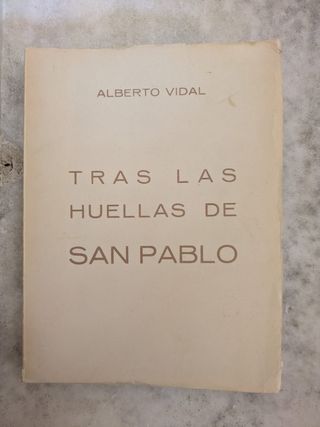 ALBERTO VIDAL
TRAS LAS
HUELLAS DE
SAN PABLO